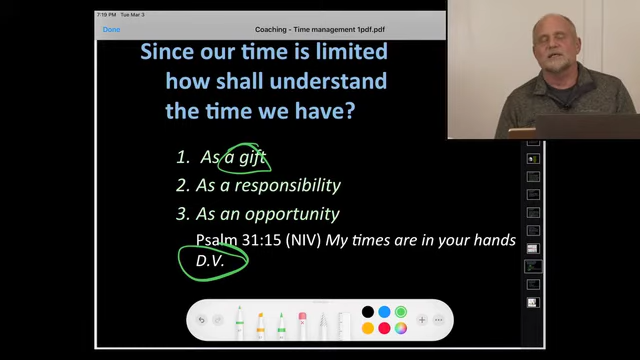 7:19 PM Tue Mar 3
Done
Coaching - Time management 1pdf.pdf
Since our time is limited
how shall understand
the time we have?
1. As a gift
2. As a responsibility
3. As an opportunity
Psalm 31:15 (NIV) My times are in your hands
D.V.